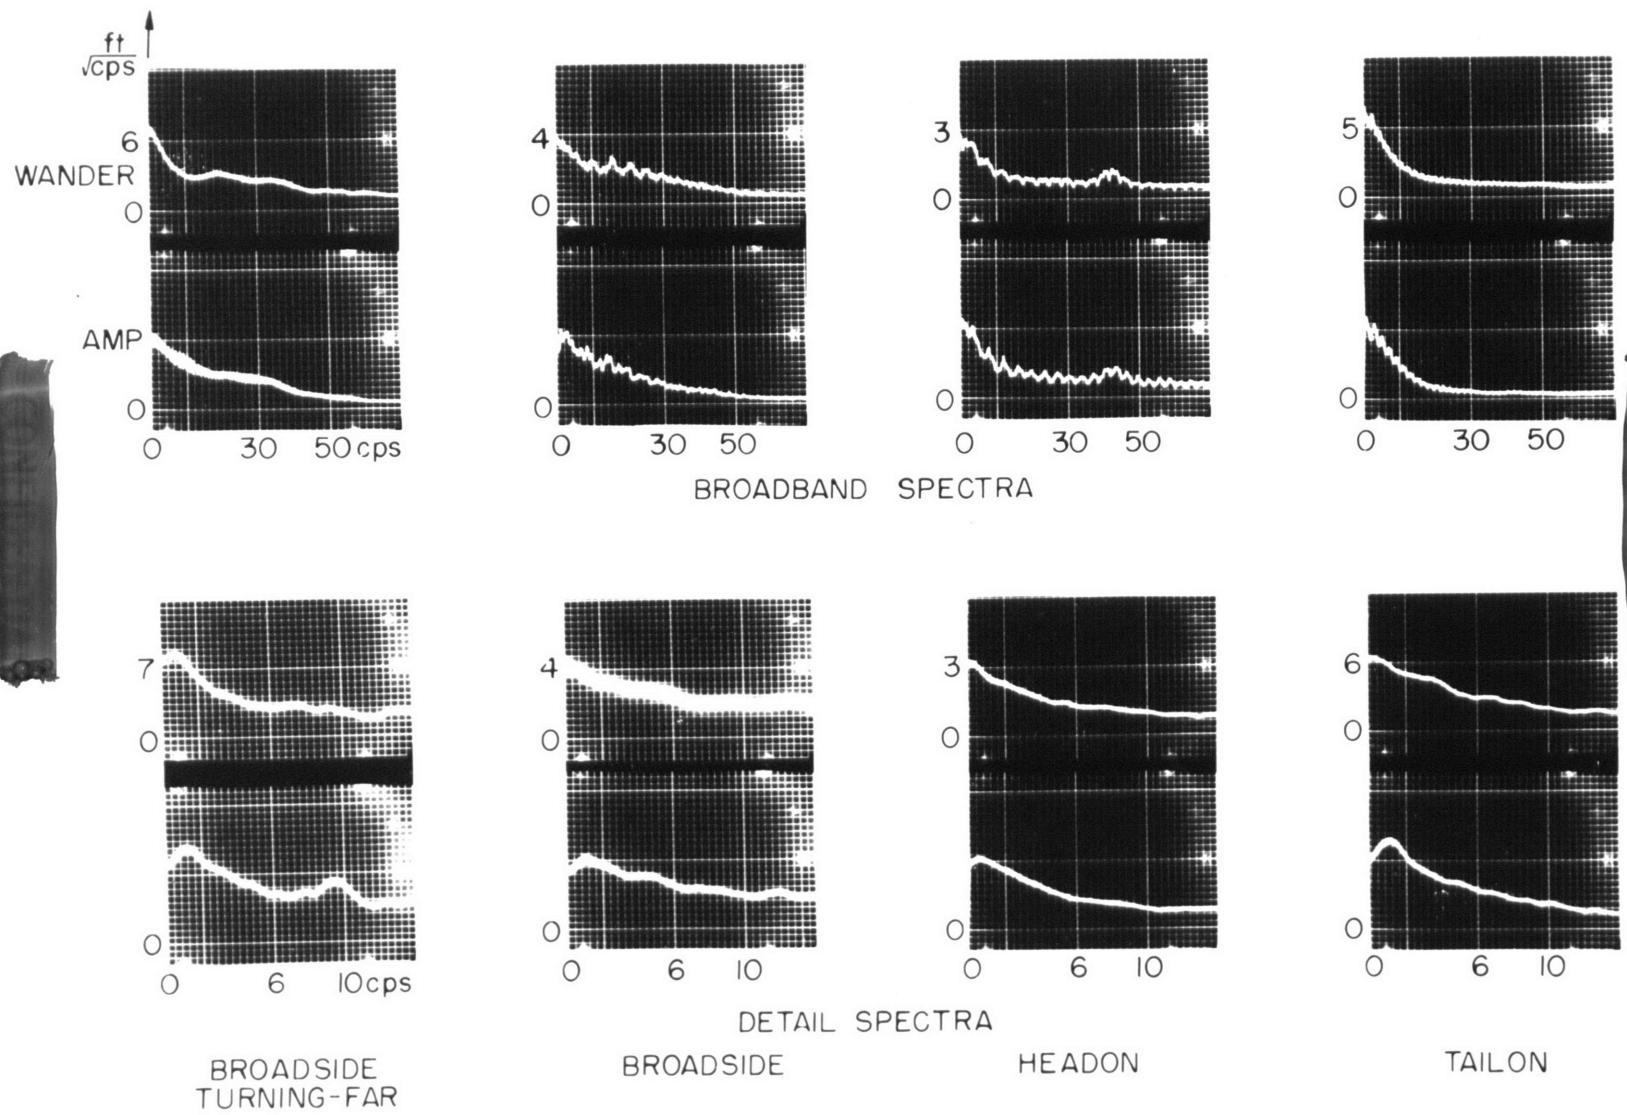 ft
√cps
6 4 3 5
WANDER
0 0 0 0
AMP
0 0 0 0
0 30 50 cps 0 30 50 0 30 50 0 30 50
BROADBAND SPECTRA
7 4 3 6
0 0 0 0
0 0 0 0
0 6 10 cps 0 6 10 0 6 10 0 6 10
DETAIL SPECTRA
BROADSIDE TURNING-FAR
BROADSIDE
HEADON
TAILON